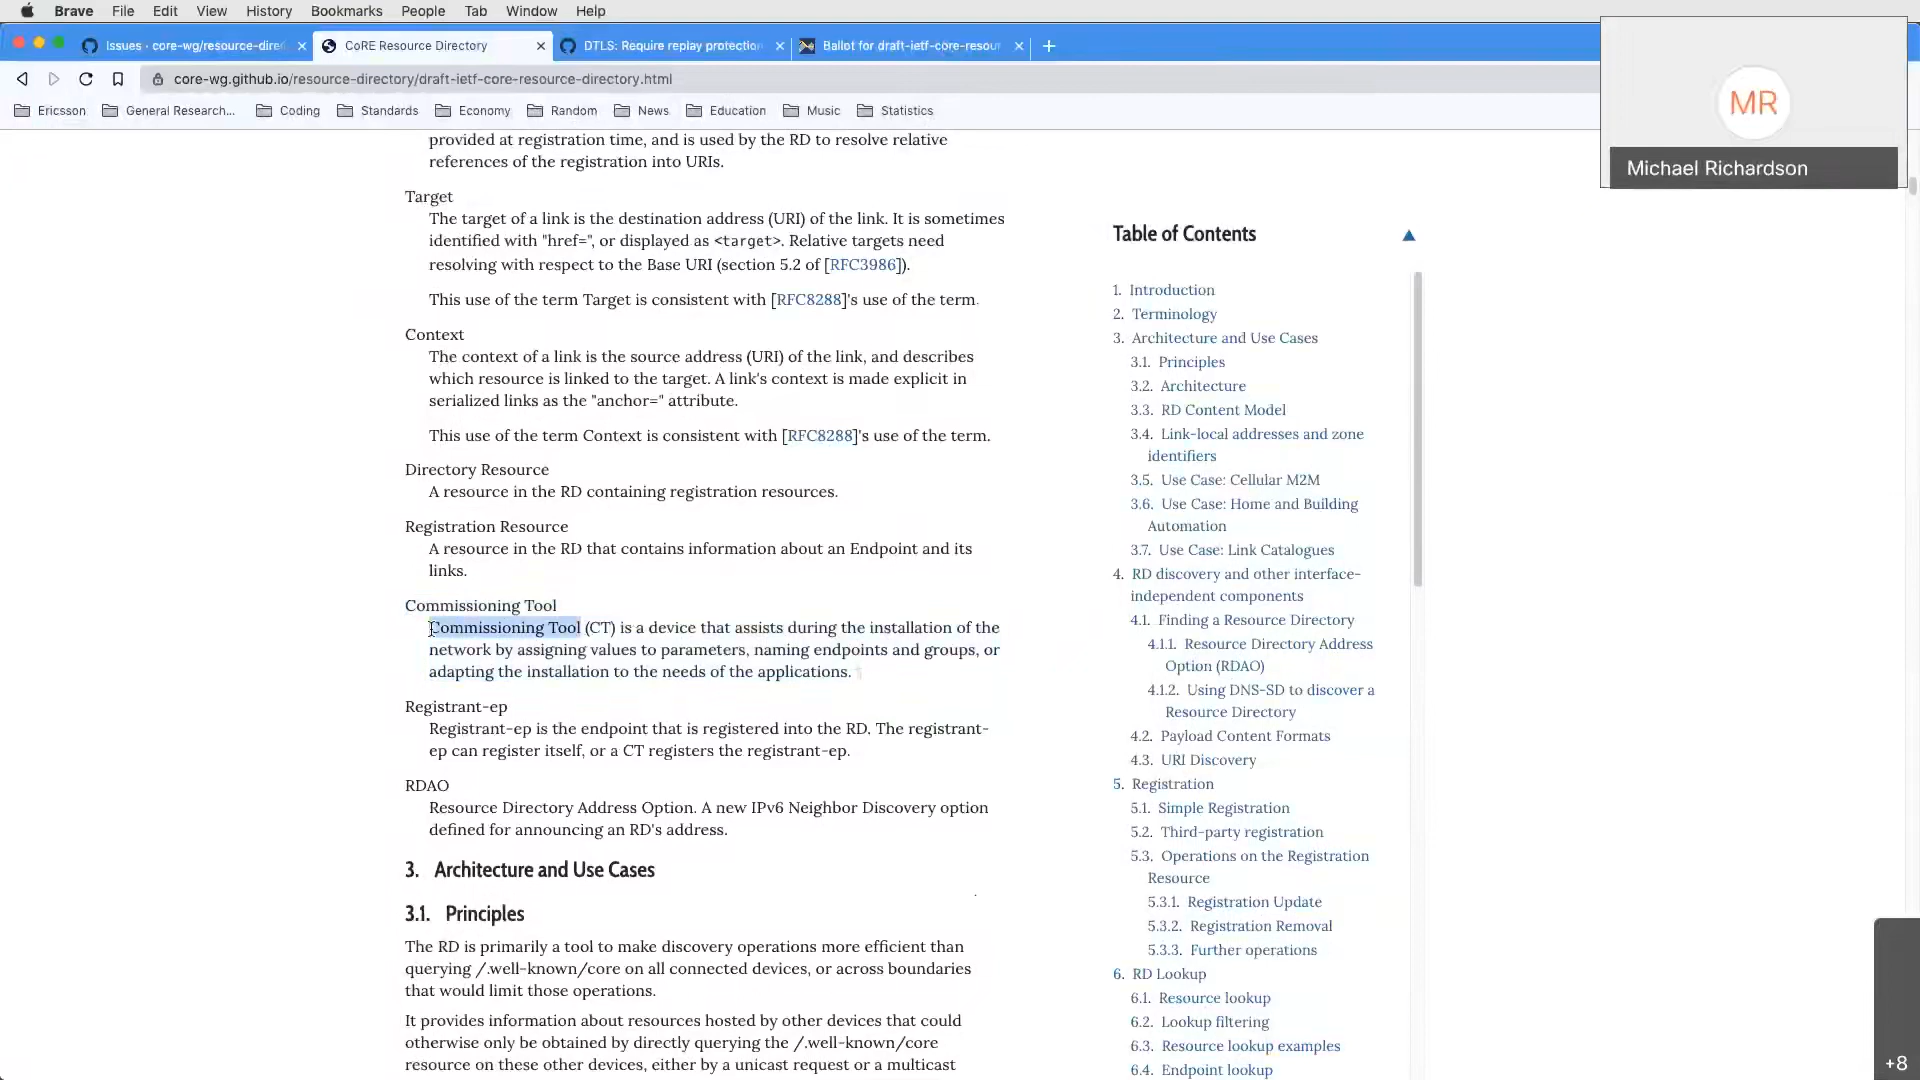 Brave File Edit View History Bookmarks People Tab Window Help
Issues · core-wg/resource-dire
CoRE Resource Directory
DTLS: Require replay protection
Ballot for draft-ietf-core-resour
core-wg.github.io/resource-directory/draft-ietf-core-resource-directory.html
Ericsson General Research... Coding Standards Economy Random News Education Music Statistics
MR
Michael Richardson
provided at registration time, and is used by the RD to resolve relative
references of the registration into URIs.
Target
The target of a link is the destination address (URI) of the link. It is sometimes
identified with "href=", or displayed as <target>. Relative targets need
resolving with respect to the Base URI (section 5.2 of [RFC3986]).
This use of the term Target is consistent with [RFC8288]'s use of the term.
Context
The context of a link is the source address (URI) of the link, and describes
which resource is linked to the target. A link's context is made explicit in
serialized links as the "anchor=" attribute.
This use of the term Context is consistent with [RFC8288]'s use of the term.
Directory Resource
A resource in the RD containing registration resources.
Registration Resource
A resource in the RD that contains information about an Endpoint and its
links.
Commissioning Tool
Commissioning Tool (CT) is a device that assists during the installation of the
network by assigning values to parameters, naming endpoints and groups, or
adapting the installation to the needs of the applications. ¶
Registrant-ep
Registrant-ep is the endpoint that is registered into the RD. The registrant-
ep can register itself, or a CT registers the registrant-ep.
RDAO
Resource Directory Address Option. A new IPv6 Neighbor Discovery option
defined for announcing an RD's address.
3. Architecture and Use Cases
3.1. Principles
The RD is primarily a tool to make discovery operations more efficient than
querying /.well-known/core on all connected devices, or across boundaries
that would limit those operations.
It provides information about resources hosted by other devices that could
otherwise only be obtained by directly querying the /.well-known/core
resource on these other devices, either by a unicast request or a multicast
Table of Contents
1. Introduction
2. Terminology
3. Architecture and Use Cases
3.1. Principles
3.2. Architecture
3.3. RD Content Model
3.4. Link-local addresses and zone
identifiers
3.5. Use Case: Cellular M2M
3.6. Use Case: Home and Building
Automation
3.7. Use Case: Link Catalogues
4. RD discovery and other interface-
independent components
4.1. Finding a Resource Directory
4.1.1. Resource Directory Address
Option (RDAO)
4.1.2. Using DNS-SD to discover a
Resource Directory
4.2. Payload Content Formats
4.3. URI Discovery
5. Registration
5.1. Simple Registration
5.2. Third-party registration
5.3. Operations on the Registration
Resource
5.3.1. Registration Update
5.3.2. Registration Removal
5.3.3. Further operations
6. RD Lookup
6.1. Resource lookup
6.2. Lookup filtering
6.3. Resource lookup examples
6.4. Endpoint lookup
+8